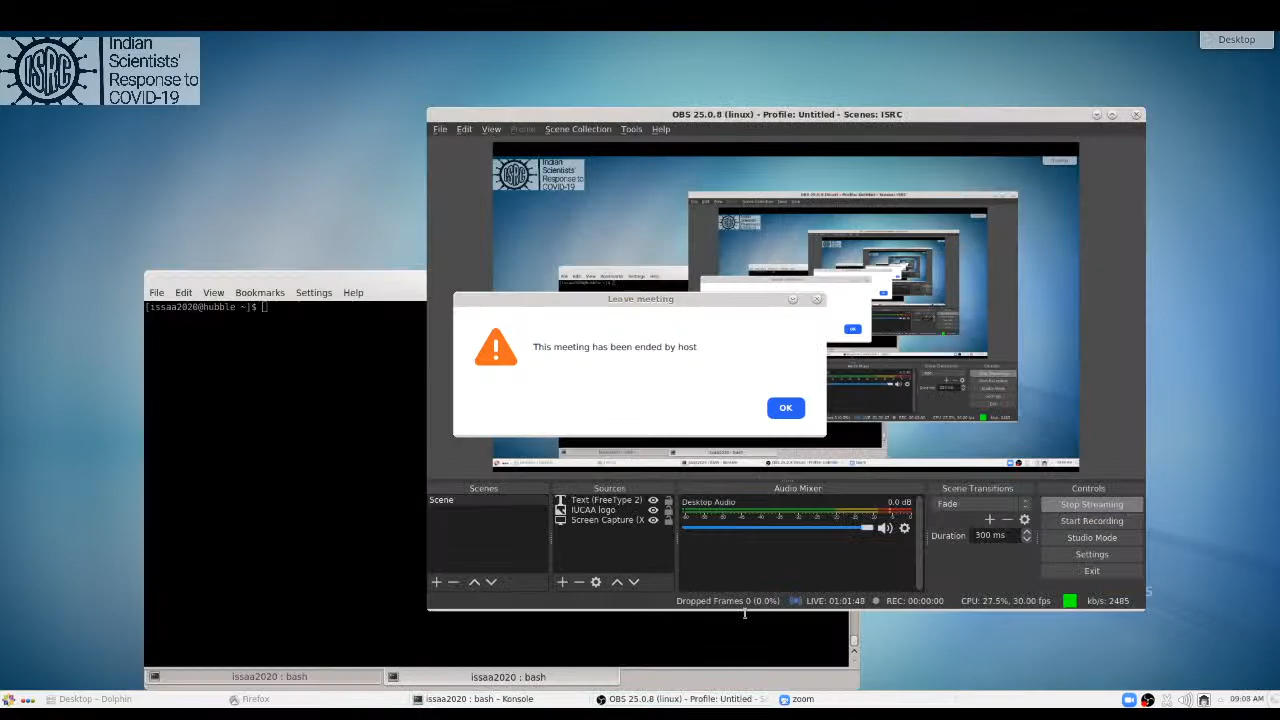 Indian
Scientists'
Response to
COVID-19
ISRC
Desktop
OBS 25.0.8 (linux) - Profile: Untitled - Scenes: ISRC
File Edit View Profile Scene Collection Tools Help
File Edit View Bookmarks Settings Help
[issaa2020@hubble ~]$
Leave meeting
This meeting has been ended by host
OK
Scenes
Scene
Sources
Text (FreeType 2)
IUCAA logo
Screen Capture (X
Audio Mixer
Desktop Audio 0.0 dB
Scene Transitions
Fade
Duration 300 ms
Controls
Stop Streaming
Start Recording
Studio Mode
Settings
Exit
Dropped Frames 0 (0.0%) LIVE: 01:01:48 REC: 00:00:00 CPU: 27.5%, 30.00 fps kb/s: 2485
issaa2020 : bash
issaa2020 : bash
Desktop – Dolphin
Firefox
issaa2020 : bash – Konsole
OBS 25.0.8 (linux) - Profile: Untitled - Sc
zoom
09:08 AM